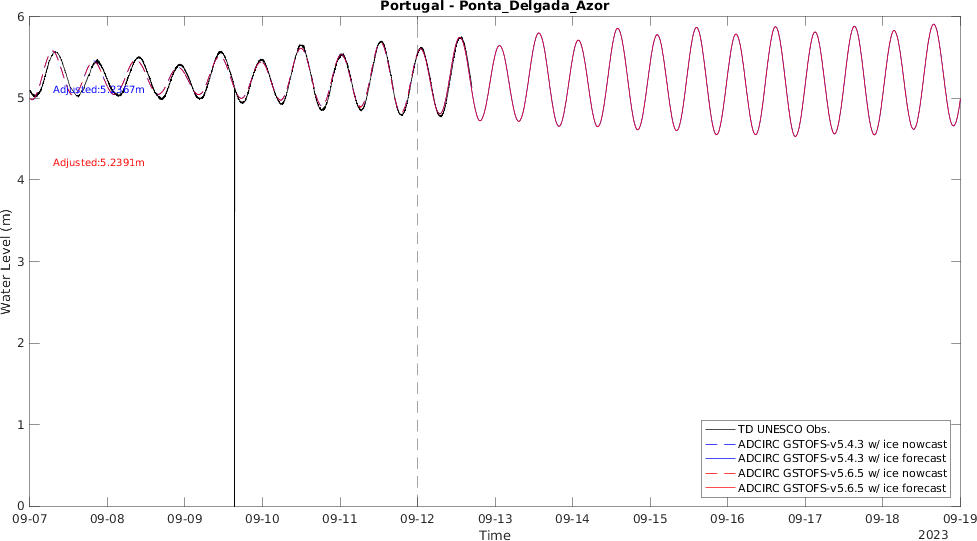 Portugal - Ponta_Delgada_Azor
6
5
4
3
2
1
0
Water Level (m)
Adjusted:5.2367m
Adjusted:5.2391m
TD UNESCO Obs.
ADCIRC GSTOFS-v5.4.3 w/ ice nowcast
ADCIRC GSTOFS-v5.4.3 w/ ice forecast
ADCIRC GSTOFS-v5.6.5 w/ ice nowcast
ADCIRC GSTOFS-v5.6.5 w/ ice forecast
09-07 09-08 09-09 09-10 09-11 09-12 09-13 09-14 09-15 09-16 09-17 09-18 09-19
Time
2023